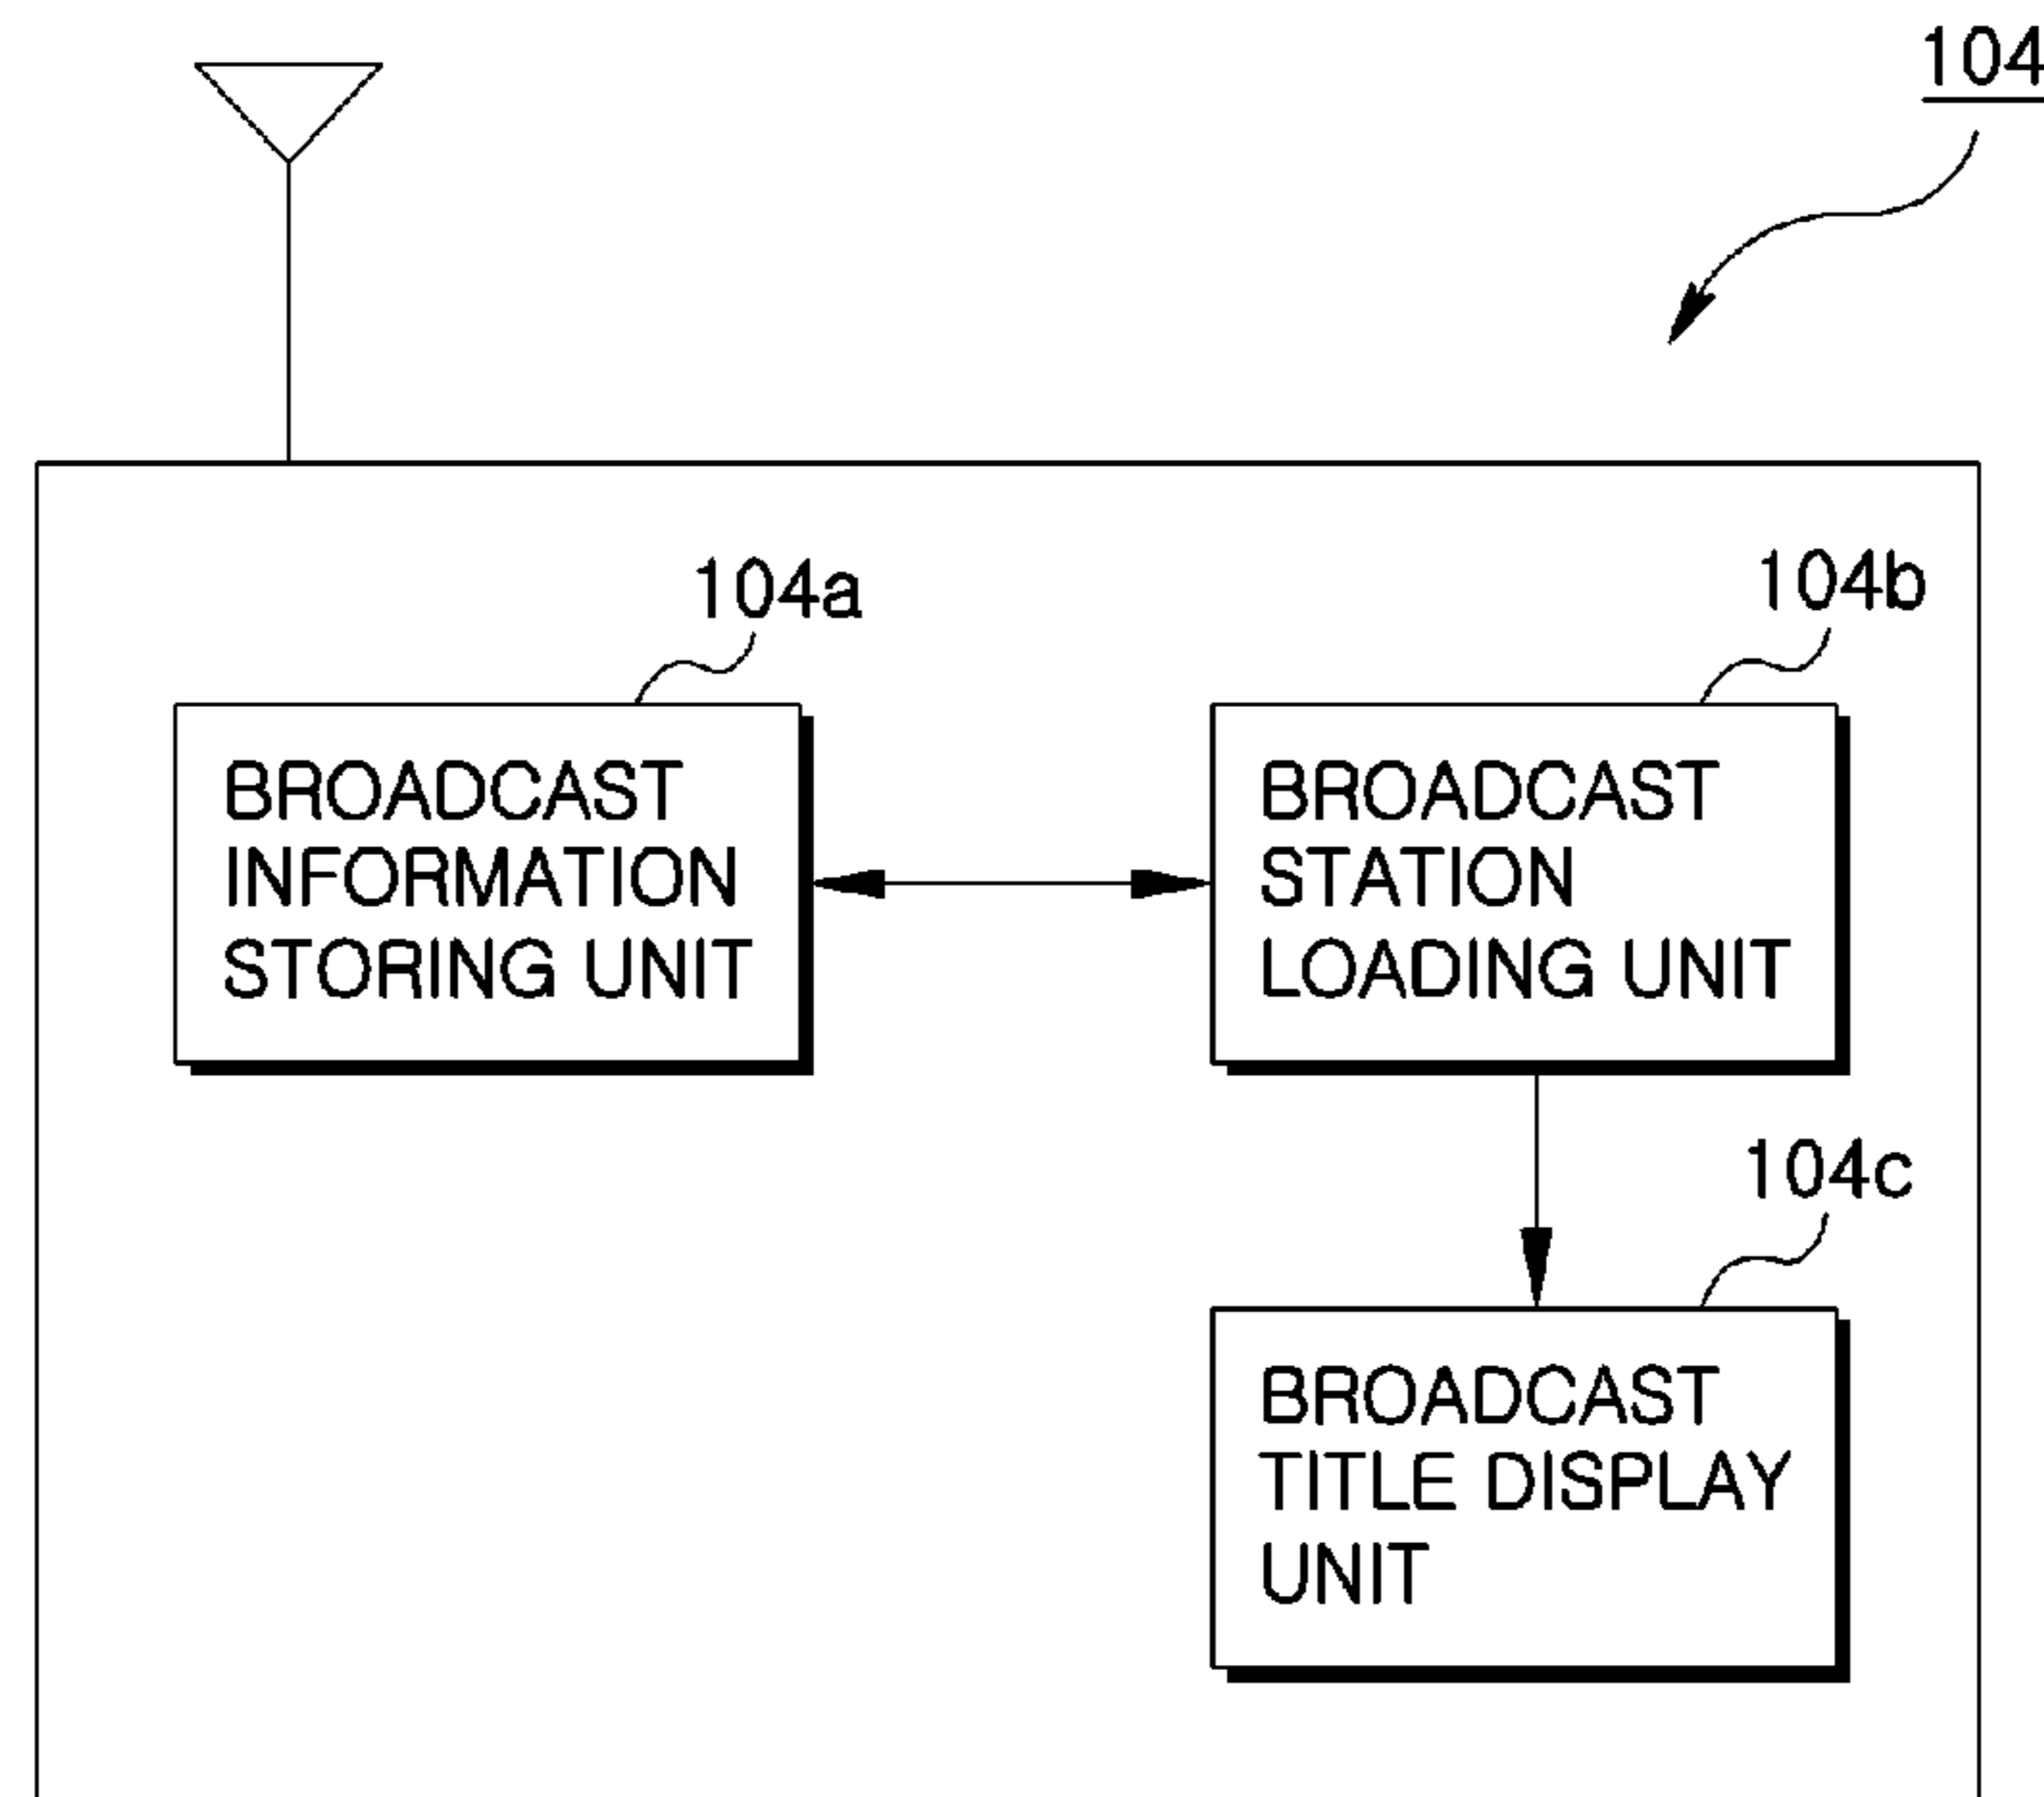 104
104a
BROADCAST
INFORMATION
STORING UNIT
104b
BROADCAST
STATION
LOADING UNIT
104c
BROADCAST
TITLE DISPLAY
UNIT